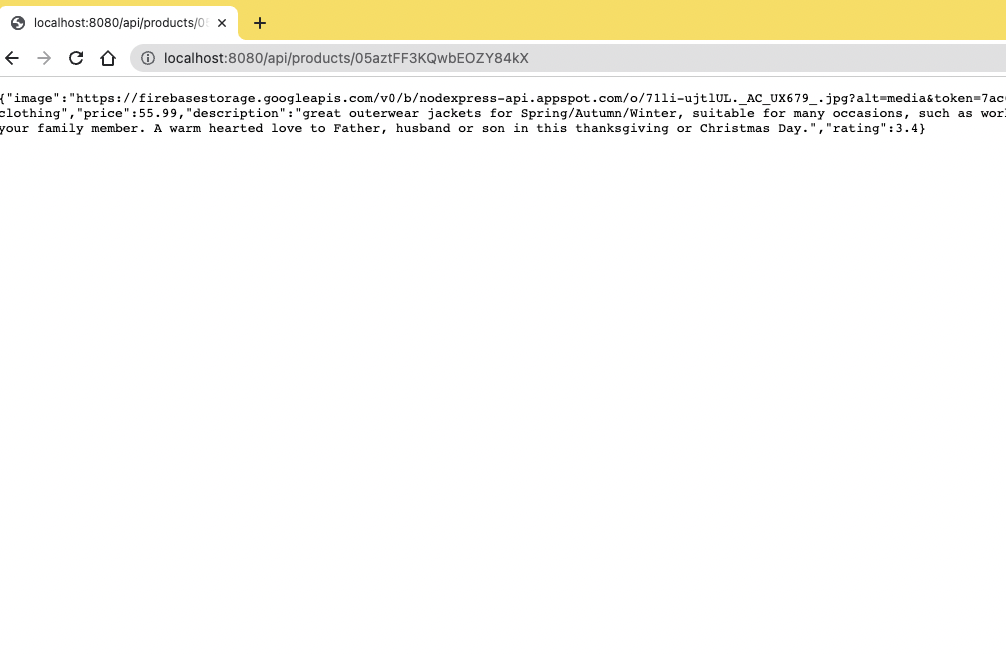 localhost:8080/api/products/05
localhost:8080/api/products/05aztFF3KQwbEOZY84kX
{"image":"https://firebasestorage.googleapis.com/v0/b/nodexpress-api.appspot.com/o/71li-ujtlUL._AC_UX679_.jpg?alt=media&token=7ac
clothing","price":55.99,"description":"great outerwear jackets for Spring/Autumn/Winter, suitable for many occasions, such as wor
your family member. A warm hearted love to Father, husband or son in this thanksgiving or Christmas Day.","rating":3.4}